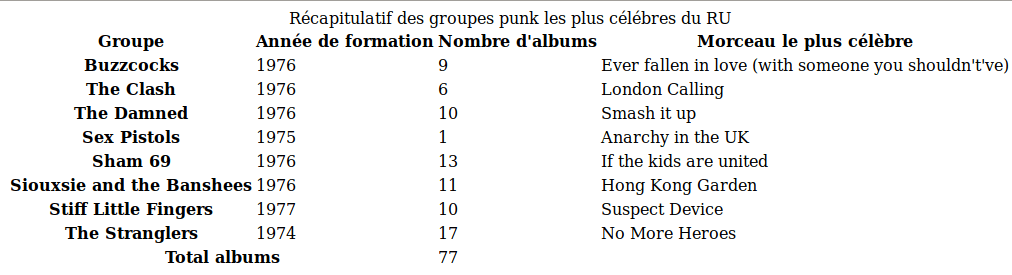 Récapitulatif des groupes punk les plus célébres du RU
Groupe Année de formation Nombre d'albums Morceau le plus célèbre
Buzzcocks 1976 9 Ever fallen in love (with someone you shouldn't've)
The Clash 1976 6 London Calling
The Damned 1976 10 Smash it up
Sex Pistols 1975 1 Anarchy in the UK
Sham 69 1976 13 If the kids are united
Siouxsie and the Banshees 1976 11 Hong Kong Garden
Stiff Little Fingers 1977 10 Suspect Device
The Stranglers 1974 17 No More Heroes
Total albums 77